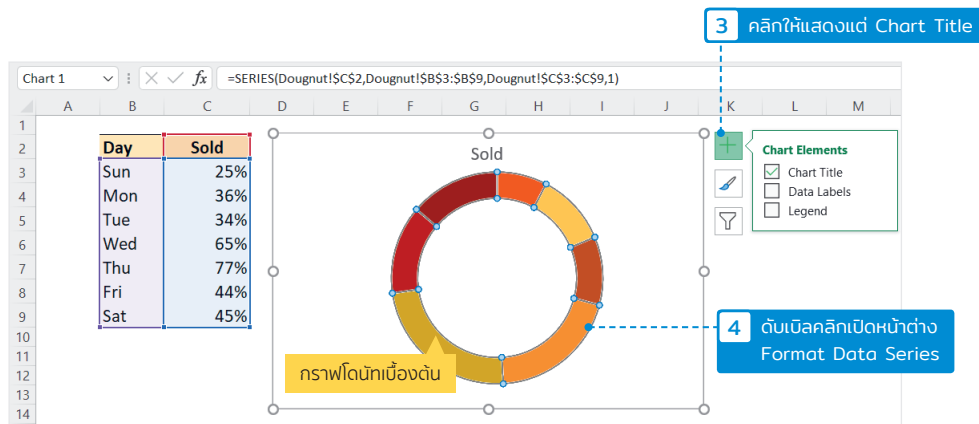 3 คลิกให้แสดงแต่ Chart Title
Chart 1 fx =SERIES(Dougnut!$C$2,Dougnut!$B$3:$B$9,Dougnut!$C$3:$C$9,1)
A B C D E F G H I J K L M
1
2 Day Sold
3 Sun 25%
4 Mon 36%
5 Tue 34%
6 Wed 65%
7 Thu 77%
8 Fri 44%
9 Sat 45%
10
11
12
13
14
Sold
Chart Elements
Chart Title
Data Labels
Legend
4 ดับเบิลคลิกเปิดหน้าต่าง
Format Data Series
กราฟโดนัทเบื้องต้น